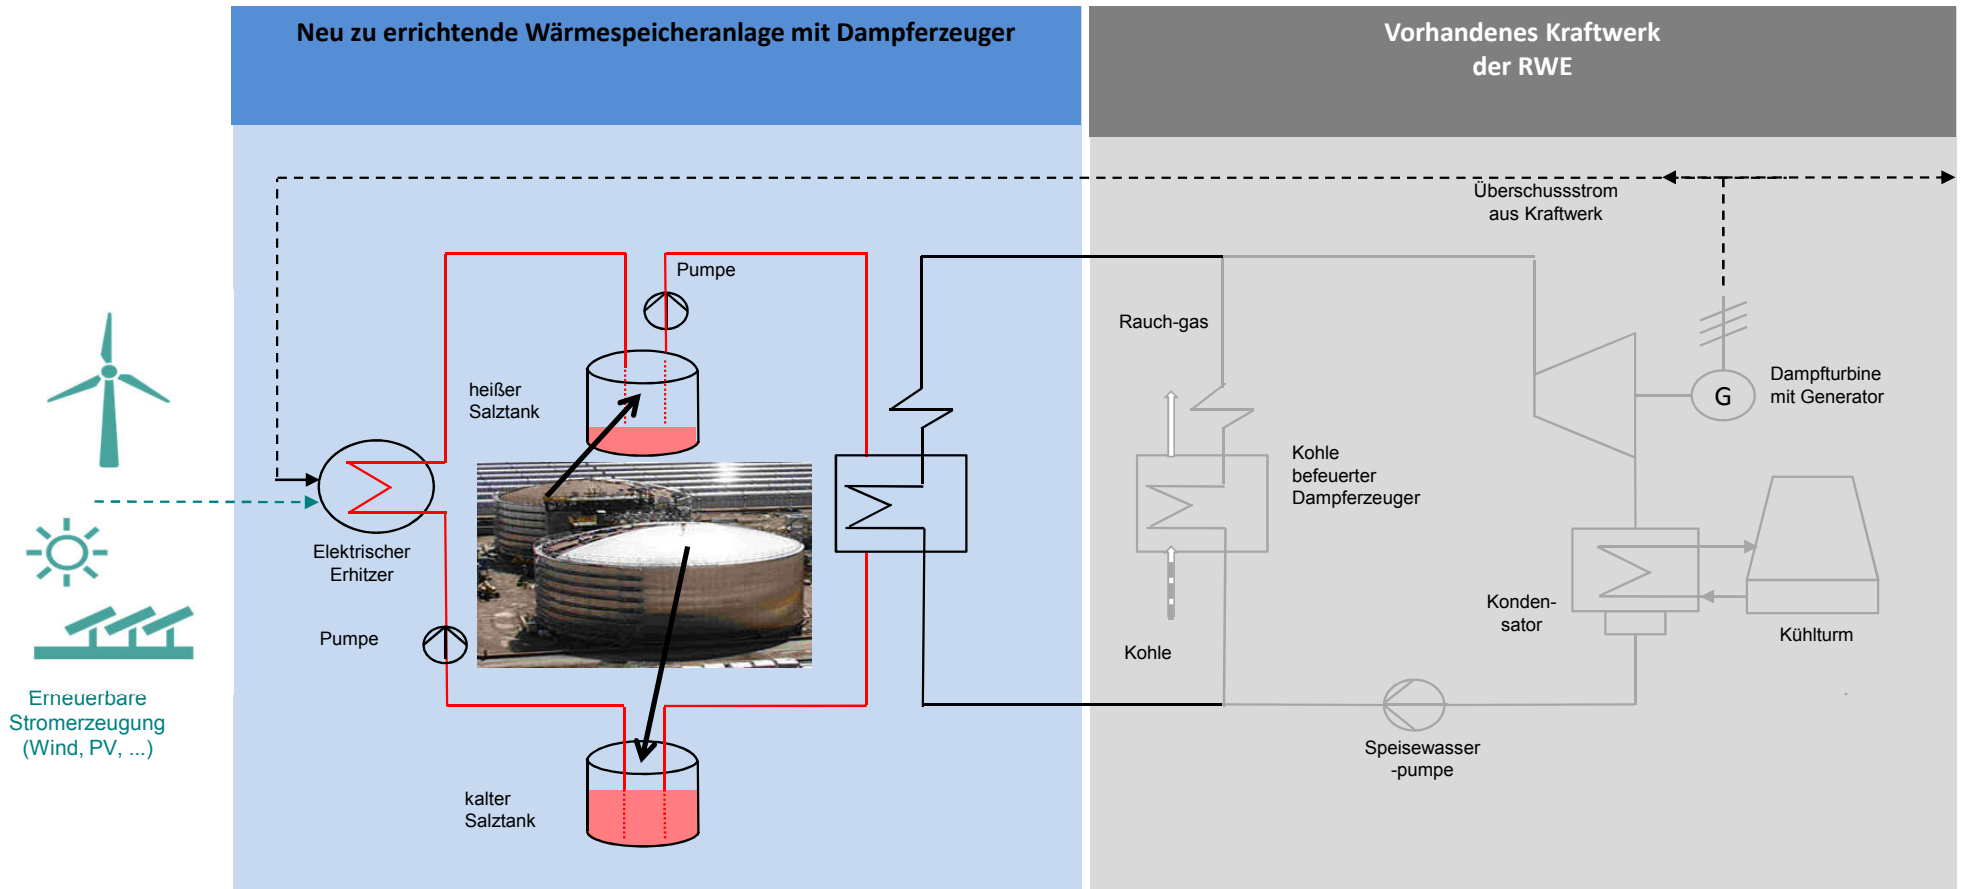 Neu zu errichtende Wärmespeicheranlage mit Dampferzeuger
Vorhandenes Kraftwerk
der RWE
Überschussstrom
aus Kraftwerk
Pumpe
Rauch-gas
heißer
Salztank
Dampfturbine
mit Generator
G
Kohle
befeuerter
Dampferzeuger
Elektrischer
Erhitzer
Konden-
sator
Kühlturm
Pumpe
Kohle
Erneuerbare
Stromerzeugung
(Wind, PV, ...)
Speisewasser
-pumpe
kalter
Salztank